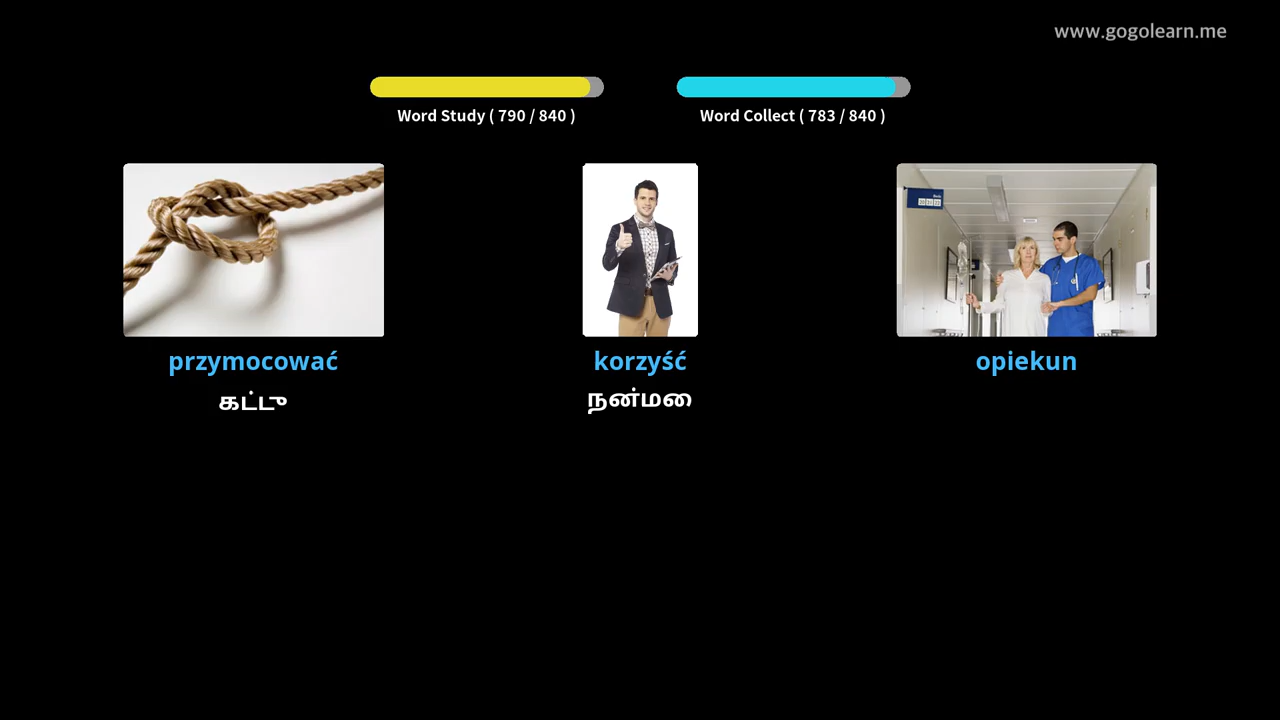 www.gogolearn.me
Word Study ( 790 / 840 )
Word Collect ( 783 / 840 )
przymocować
korzyść
opiekun
கட்டு
நன்மை